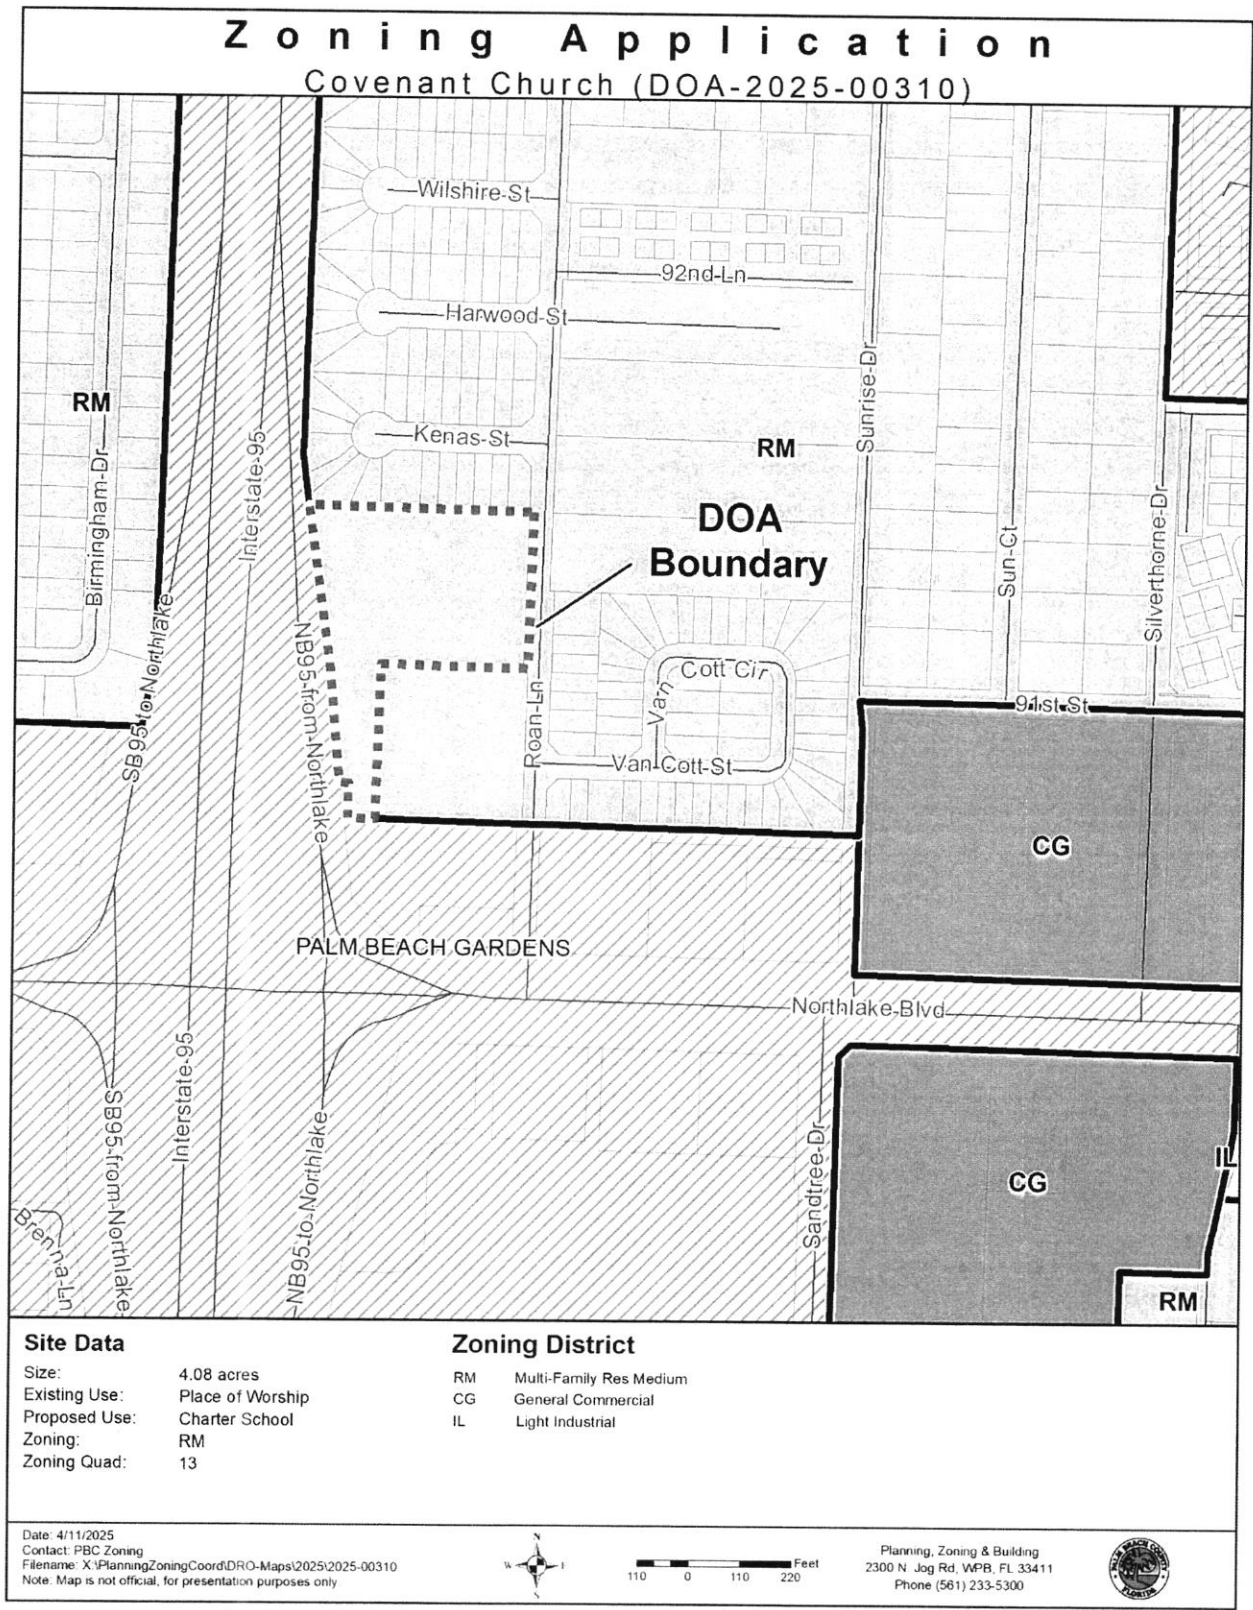 Zoning Application
Covenant Church (DOA-2025-00310)
Wilshire-St
92nd-Ln
Harwood-St
Sunrise-Dr
RM
Kenas-St
RM
Interstate-95
Birmingham-Dr
DOA
Boundary
Sun-Ct
Silverthorne-Dr
SB95-to-Northlake
NB95-from-Northlake
Van
Cott Cir
Roan-Ln
Van-Cott-St
91st-St
CG
PALM BEACH GARDENS
Northlake-Blvd
Interstate-95
SB95-from-Northlake
NB95-to-Northlake
Brenna-Ln
Sandtree-Dr
CG
IL
RM
Site Data
Size: 4.08 acres
Existing Use: Place of Worship
Proposed Use: Charter School
Zoning: RM
Zoning Quad: 13
Zoning District
RM Multi-Family Res Medium
CG General Commercial
IL Light Industrial
Date: 4/11/2025
Contact: PBC Zoning
Filename: X:\PlanningZoningCoord\DRO-Maps\2025\2025-00310
Note: Map is not official, for presentation purposes only
N
W E
S
Feet
110 0 110 220
Planning, Zoning & Building
2300 N. Jog Rd, WPB, FL 33411
Phone (561) 233-5300
PALM BEACH COUNTY
FLORIDA